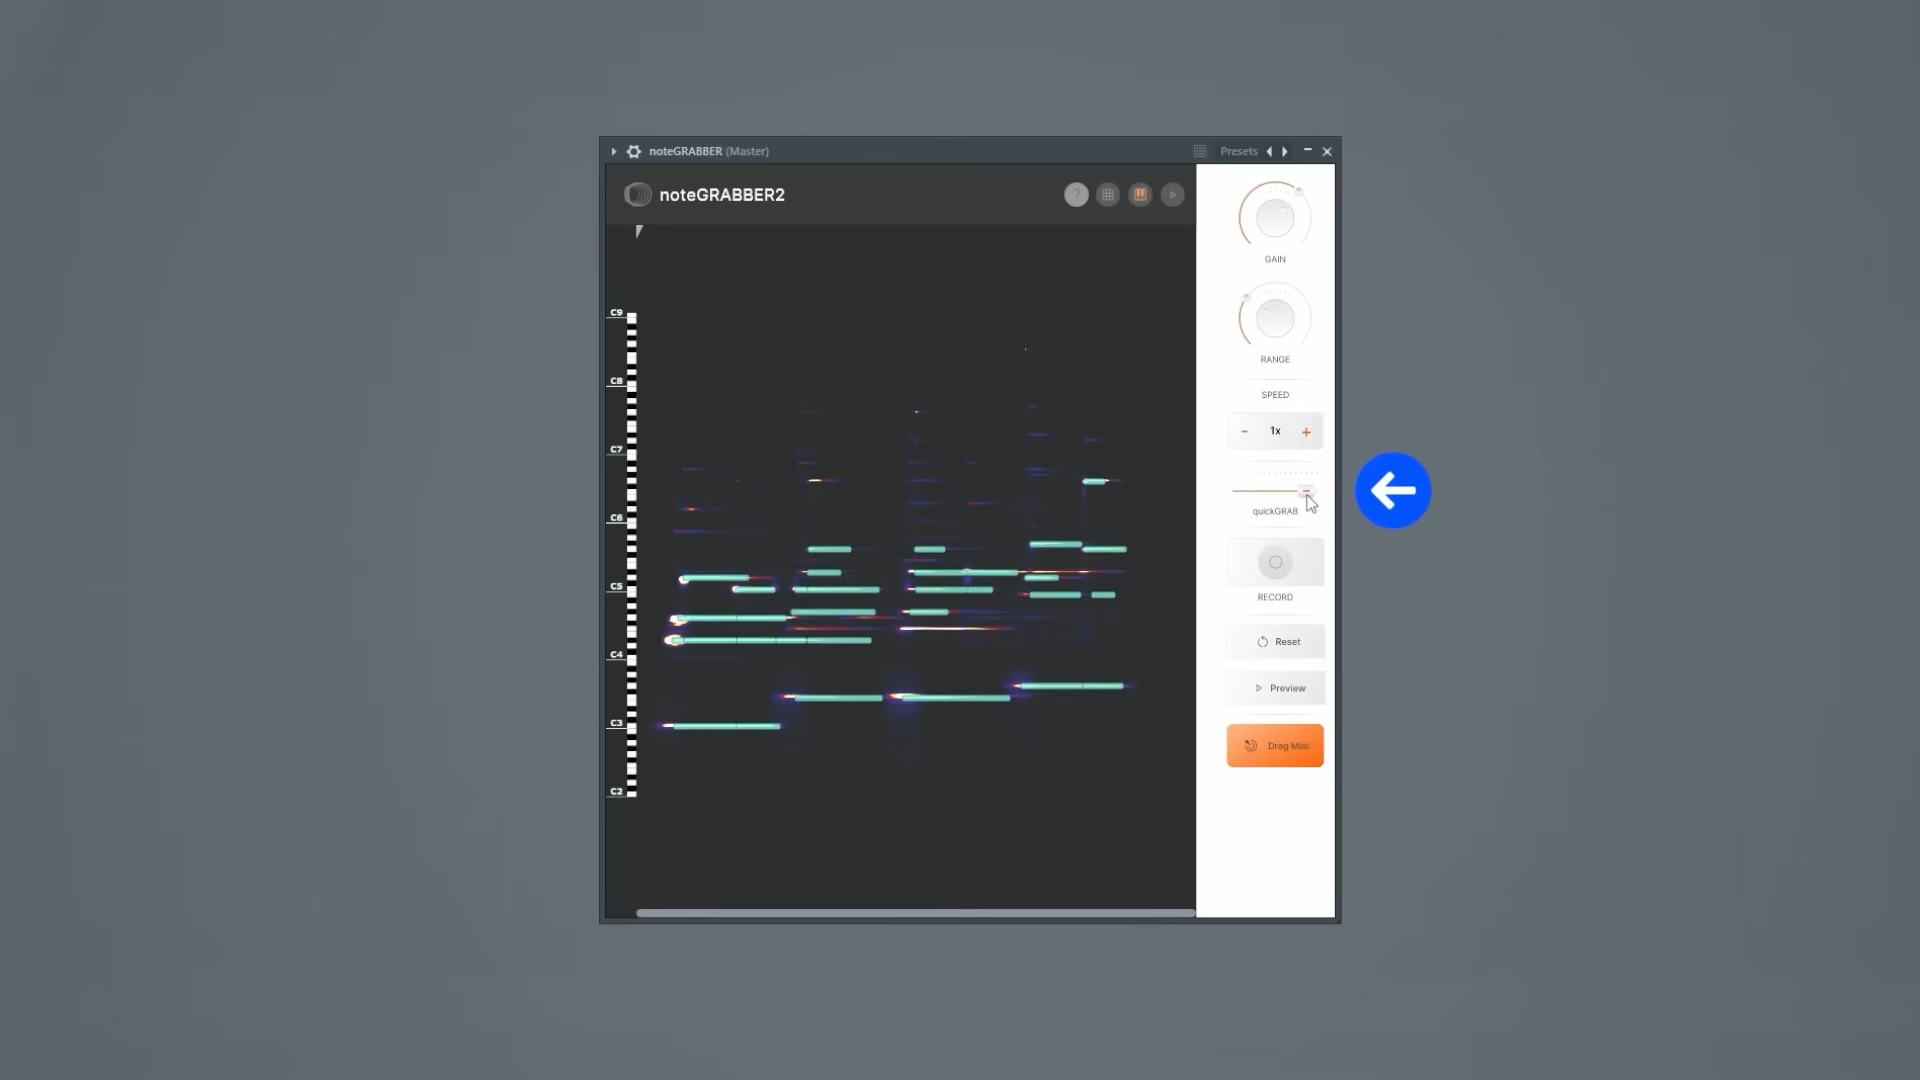 noteGRABBER (Master)
Presets
noteGRABBER2
?
GAIN
C9
RANGE
C8
SPEED
- 1x +
C7
quickGRAB
C6
C5
RECORD
Reset
C4
Preview
C3
Drag Midi
C2